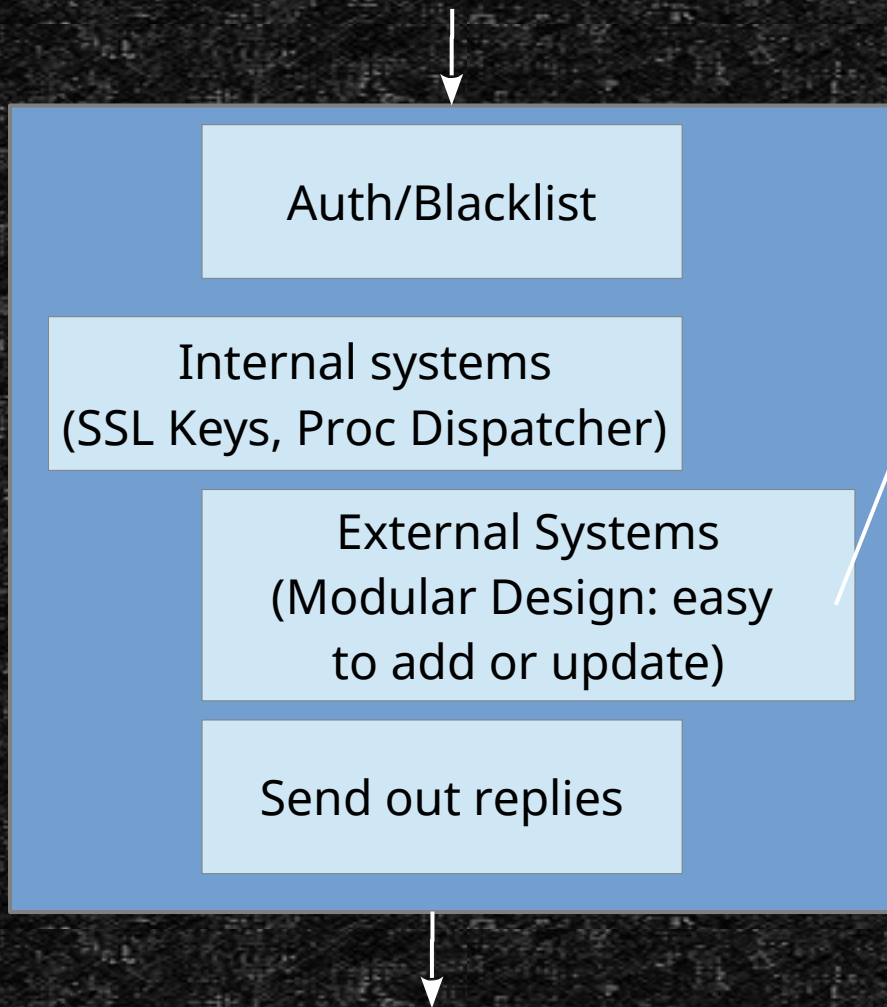 Auth/Blacklist
Internal systems
(SSL Keys, Proc Dispatcher)
External Systems
(Modular Design: easy
to add or update)
Send out replies